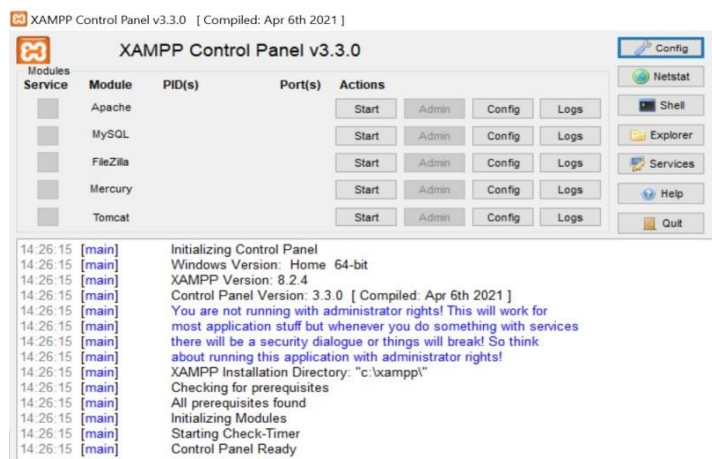 XAMPP Control Panel v3.3.0 [ Compiled: Apr 6th 2021 ]
XAMPP Control Panel v3.3.0
Config
Modules
Service Module PID(s) Port(s) Actions
Netstat
Apache Start Admin Config Logs
Shell
MySQL Start Admin Config Logs
Explorer
FileZilla Start Admin Config Logs
Services
Mercury Start Admin Config Logs
Help
Tomcat Start Admin Config Logs
Quit
14:26:15 [main] Initializing Control Panel
14:26:15 [main] Windows Version: Home 64-bit
14:26:15 [main] XAMPP Version: 8.2.4
14:26:15 [main] Control Panel Version: 3.3.0 [ Compiled: Apr 6th 2021 ]
14:26:15 [main] You are not running with administrator rights! This will work for
14:26:15 [main] most application stuff but whenever you do something with services
14:26:15 [main] there will be a security dialogue or things will break! So think
14:26:15 [main] about running this application with administrator rights!
14:26:15 [main] XAMPP Installation Directory: "c:\xampp\"
14:26:15 [main] Checking for prerequisites
14:26:15 [main] All prerequisites found
14:26:15 [main] Initializing Modules
14:26:15 [main] Starting Check-Timer
14:26:15 [main] Control Panel Ready